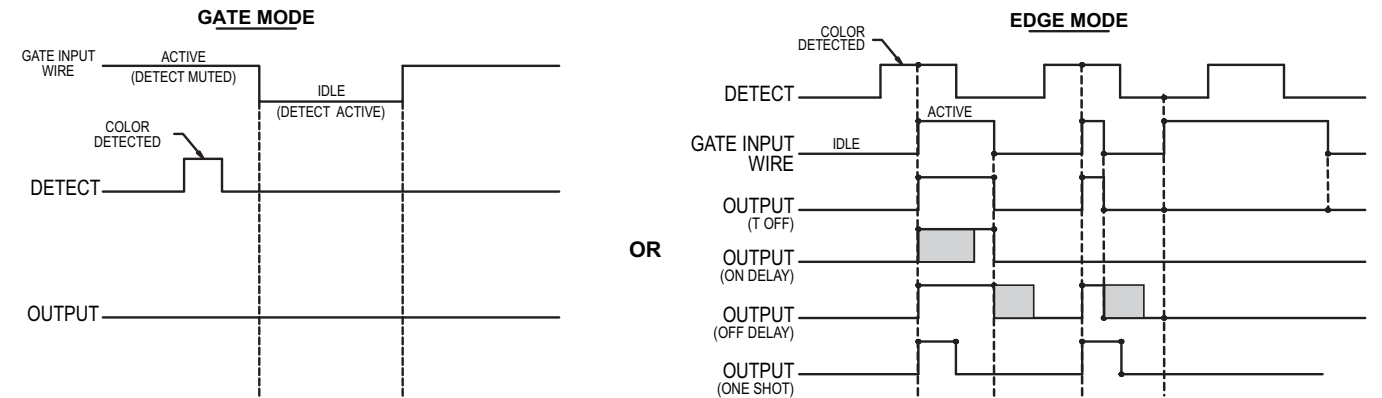 GATE MODE
GATE INPUT
WIRE
ACTIVE
(DETECT MUTED)
IDLE
(DETECT ACTIVE)
COLOR
DETECTED
DETECT
OUTPUT
OR
EDGE MODE
COLOR
DETECTED
DETECT
ACTIVE
GATE INPUT
WIRE
IDLE
OUTPUT
(T OFF)
OUTPUT
(ON DELAY)
OUTPUT
(OFF DELAY)
OUTPUT
(ONE SHOT)